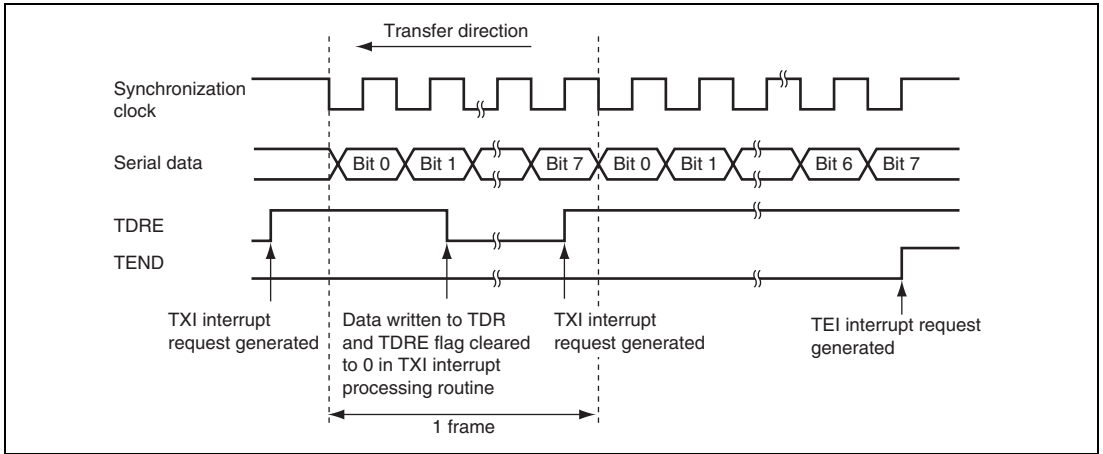 Transfer direction
Synchronization
clock
Serial data
Bit 0
Bit 1
Bit 7
Bit 0
Bit 1
Bit 6
Bit 7
TDRE
TEND
TXI interrupt
request generated
Data written to TDR
and TDRE flag cleared
to 0 in TXI interrupt
processing routine
TXI interrupt
request generated
TEI interrupt request
generated
1 frame